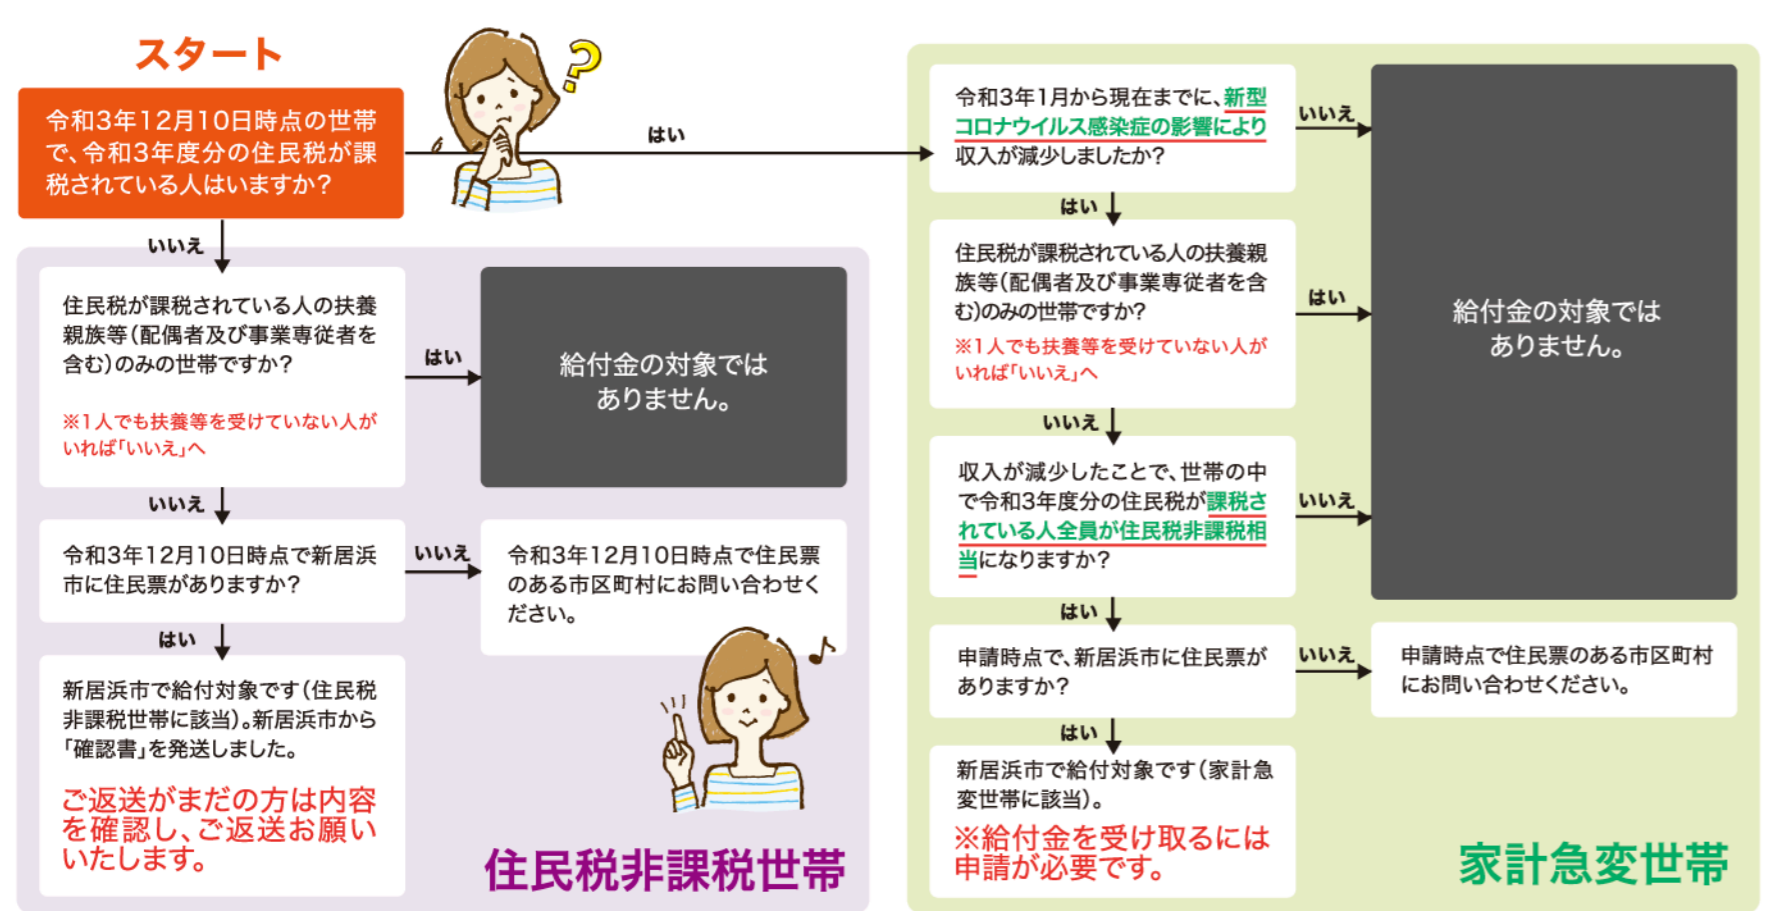 スタート
令和3年12月10日時点の世帯
で、令和3年度分の住民税が課
税されている人はいますか?
はい
いいえ
住民税が課税されている人の扶養
親族等(配偶者及び事業専従者を
含む)のみの世帯ですか?
※1人でも扶養等を受けていない人が
いれば「いいえ」へ
はい
給付金の対象では
ありません。
いいえ
令和3年12月10日時点で新居浜
市に住民票がありますか?
いいえ
令和3年12月10日時点で住民票
のある市区町村にお問い合わせく
ださい。
はい
新居浜市で給付対象です(住民税
非課税世帯に該当)。新居浜市から
「確認書」を発送しました。
ご返送がまだの方は内容
を確認し、ご返送お願い
いたします。
住民税非課税世帯
令和3年1月から現在までに、新型
コロナウイルス感染症の影響により
収入が減少しましたか?
いいえ
はい
住民税が課税されている人の扶養親
族等(配偶者及び事業専従者を含
む)のみの世帯ですか?
※1人でも扶養等を受けていない人が
いれば「いいえ」へ
はい
給付金の対象では
ありません。
いいえ
収入が減少したことで、世帯の中
で令和3年度分の住民税が課税さ
れている人全員が住民税非課税相
当になりますか?
いいえ
はい
申請時点で、新居浜市に住民票が
ありますか?
いいえ
申請時点で住民票のある市区町村
にお問い合わせください。
はい
新居浜市で給付対象です(家計急
変世帯に該当)。
※給付金を受け取るには
申請が必要です。
家計急変世帯